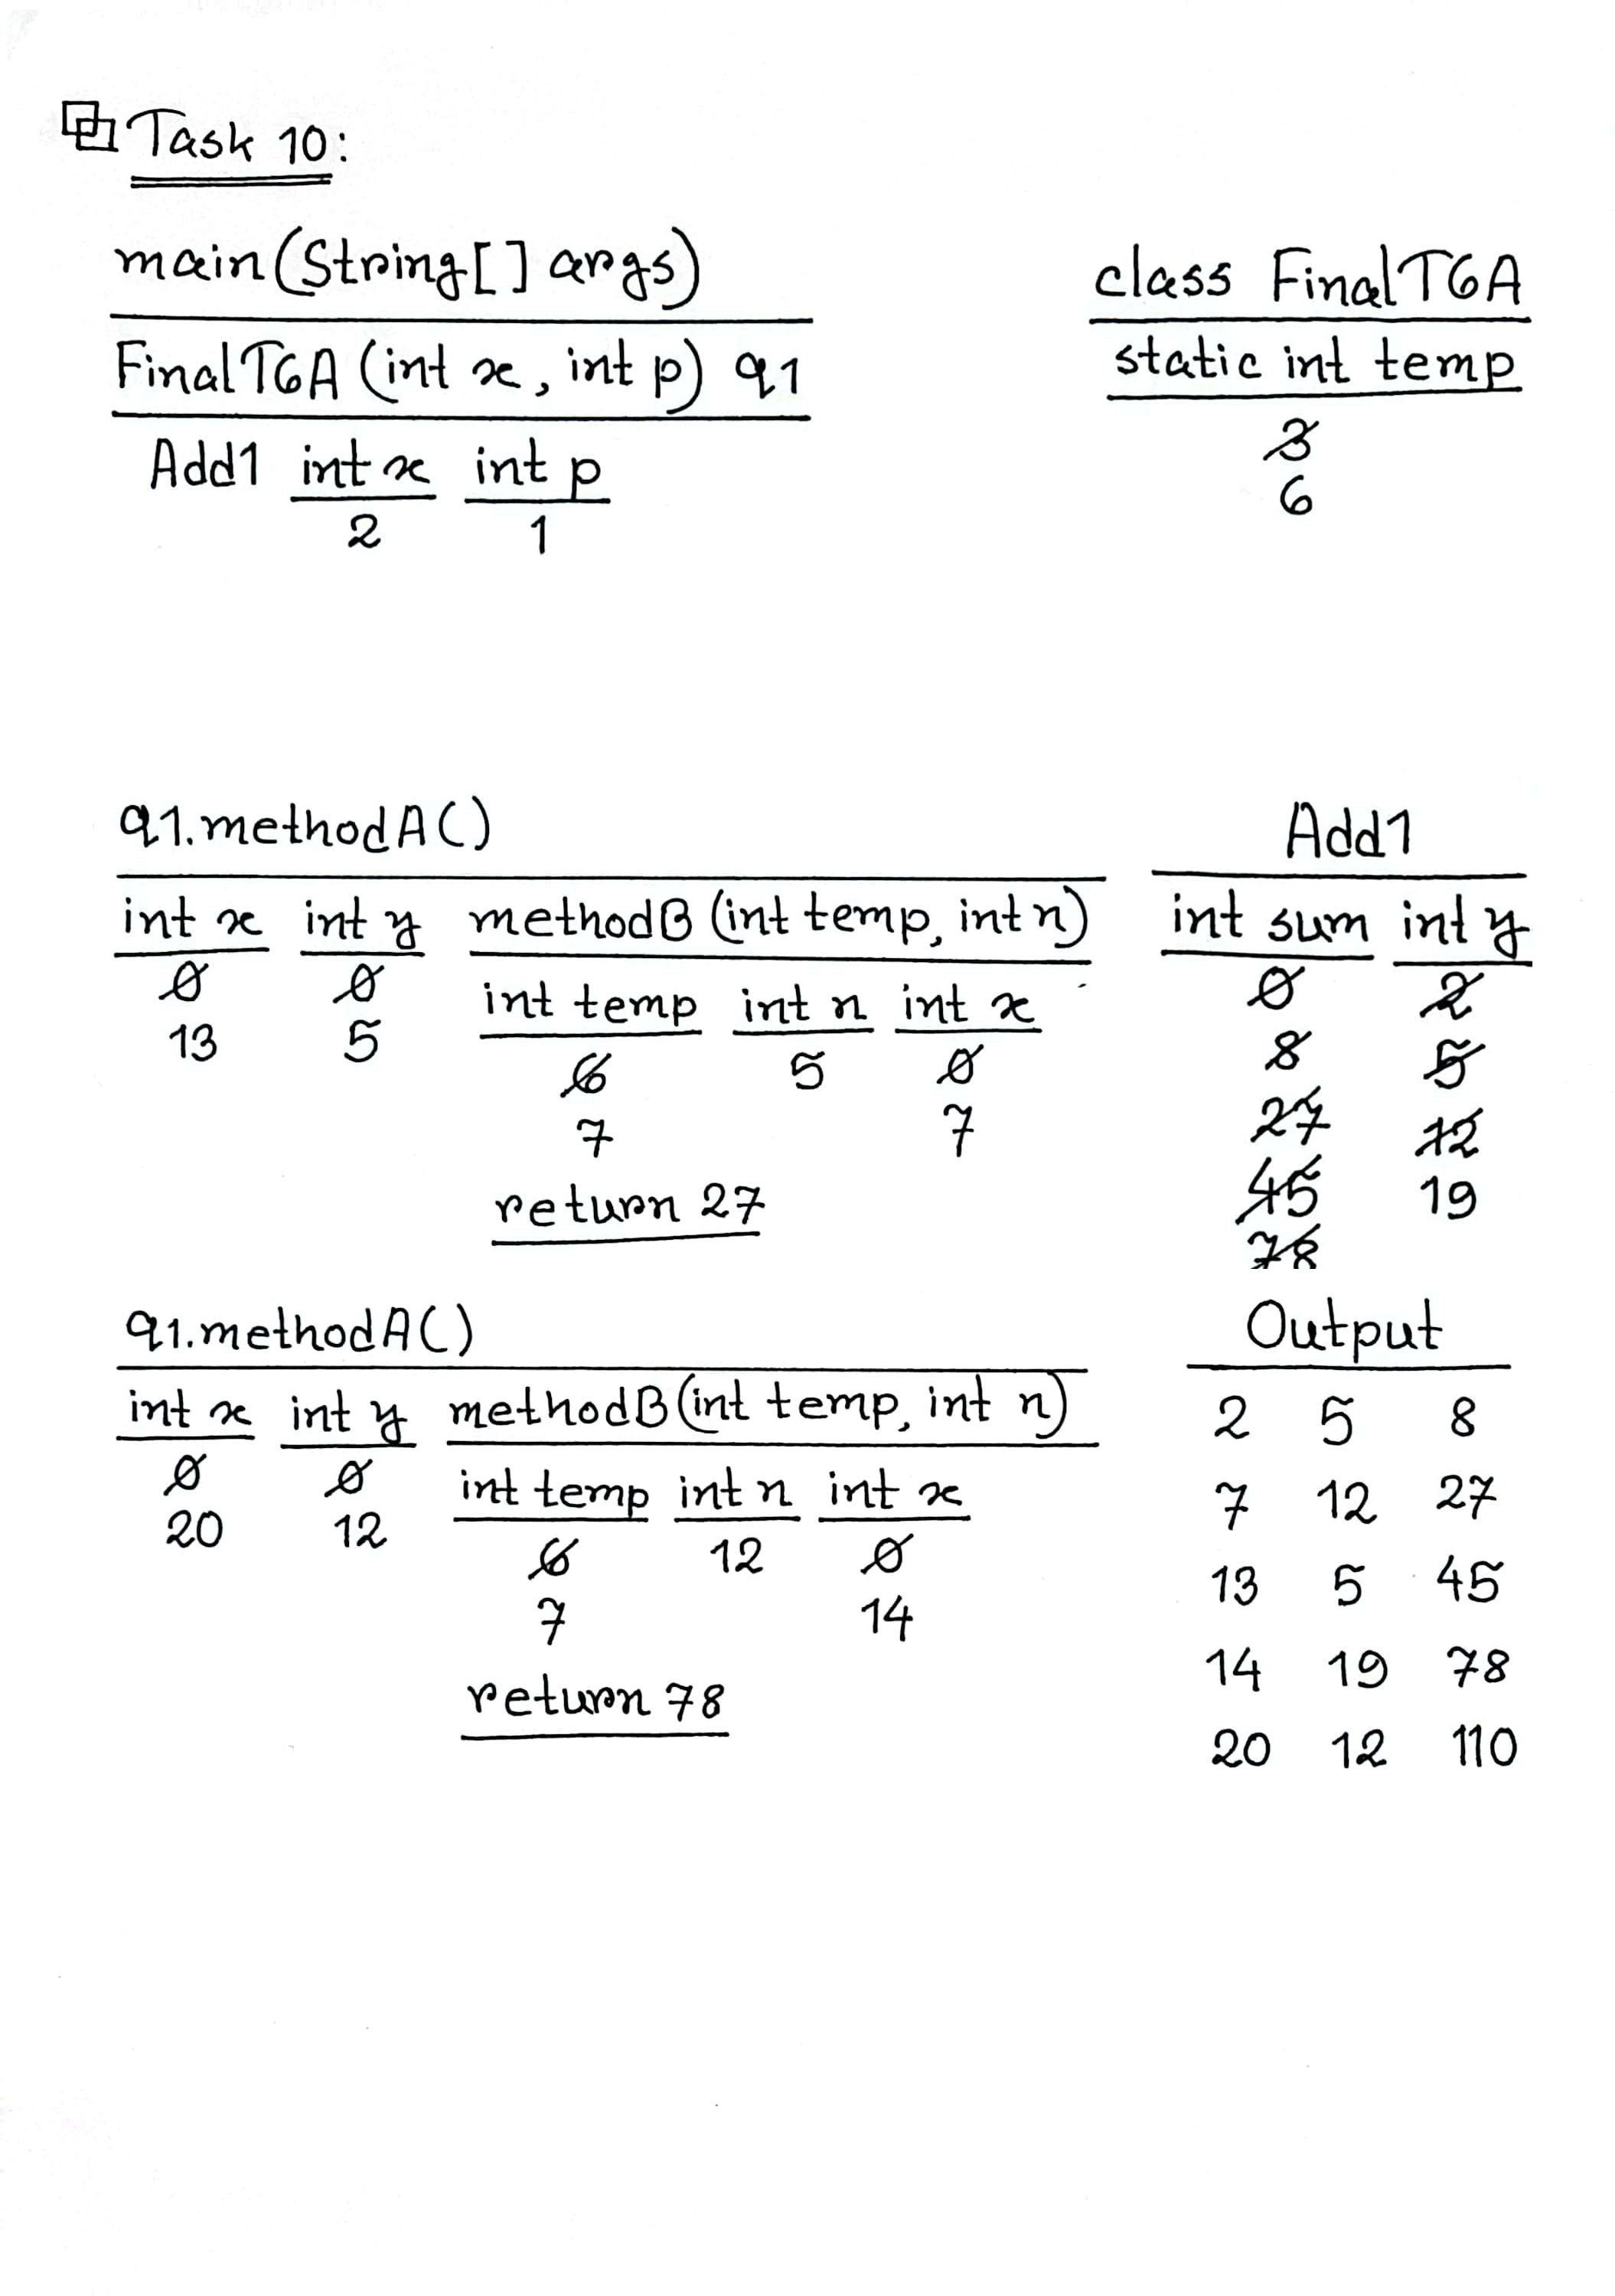 Task 10:
main(String[] args)
FinalT6A (int x, int p) q1
Add1 int x int p
2 1
class FinalT6A
static int temp
3
6
q1.methodA()
int x int y methodB (int temp, int n)
0 0 int temp int n int x
13 5 6 5 0
7 7
return 27
Add1
int sum int y
0 2
8 5
27 12
45 19
78
q1.methodA()
int x int y methodB(int temp, int n)
0 0 int temp int n int x
20 12 6 12 0
7 14
return 78
Output
2 5 8
7 12 27
13 5 45
14 19 78
20 12 110